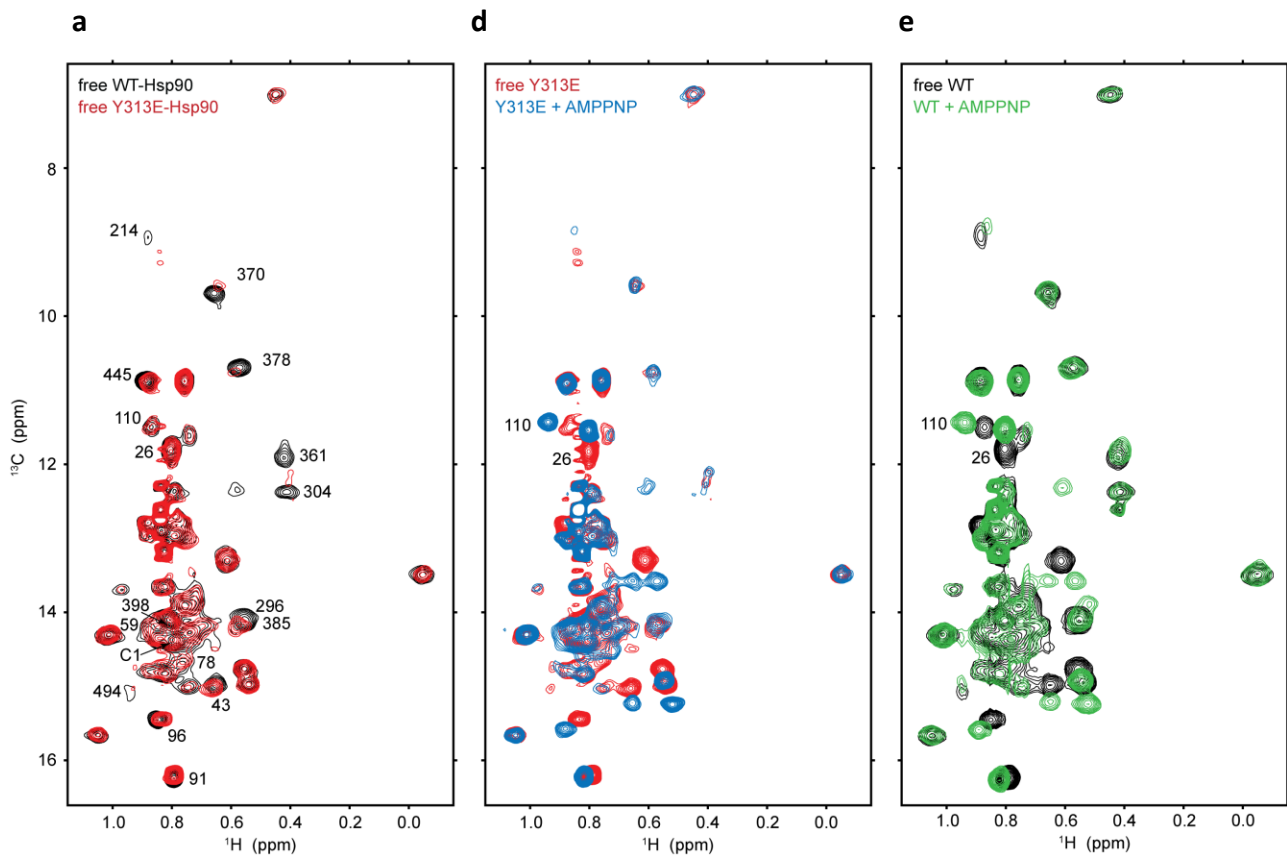 a
free WT-Hsp90
free Y313E-Hsp90
214
370
378
445
110
26
361
304
398
59
C1
296
385
78
494
43
96
91
8
10
12
14
16
¹³C (ppm)
1.0 0.8 0.6 0.4 0.2 0.0
¹H (ppm)
d
free Y313E
Y313E + AMPPNP
110
26
1.0 0.8 0.6 0.4 0.2 0.0
¹H (ppm)
e
free WT
WT + AMPPNP
110
26
1.0 0.8 0.6 0.4 0.2 0.0
¹H (ppm)